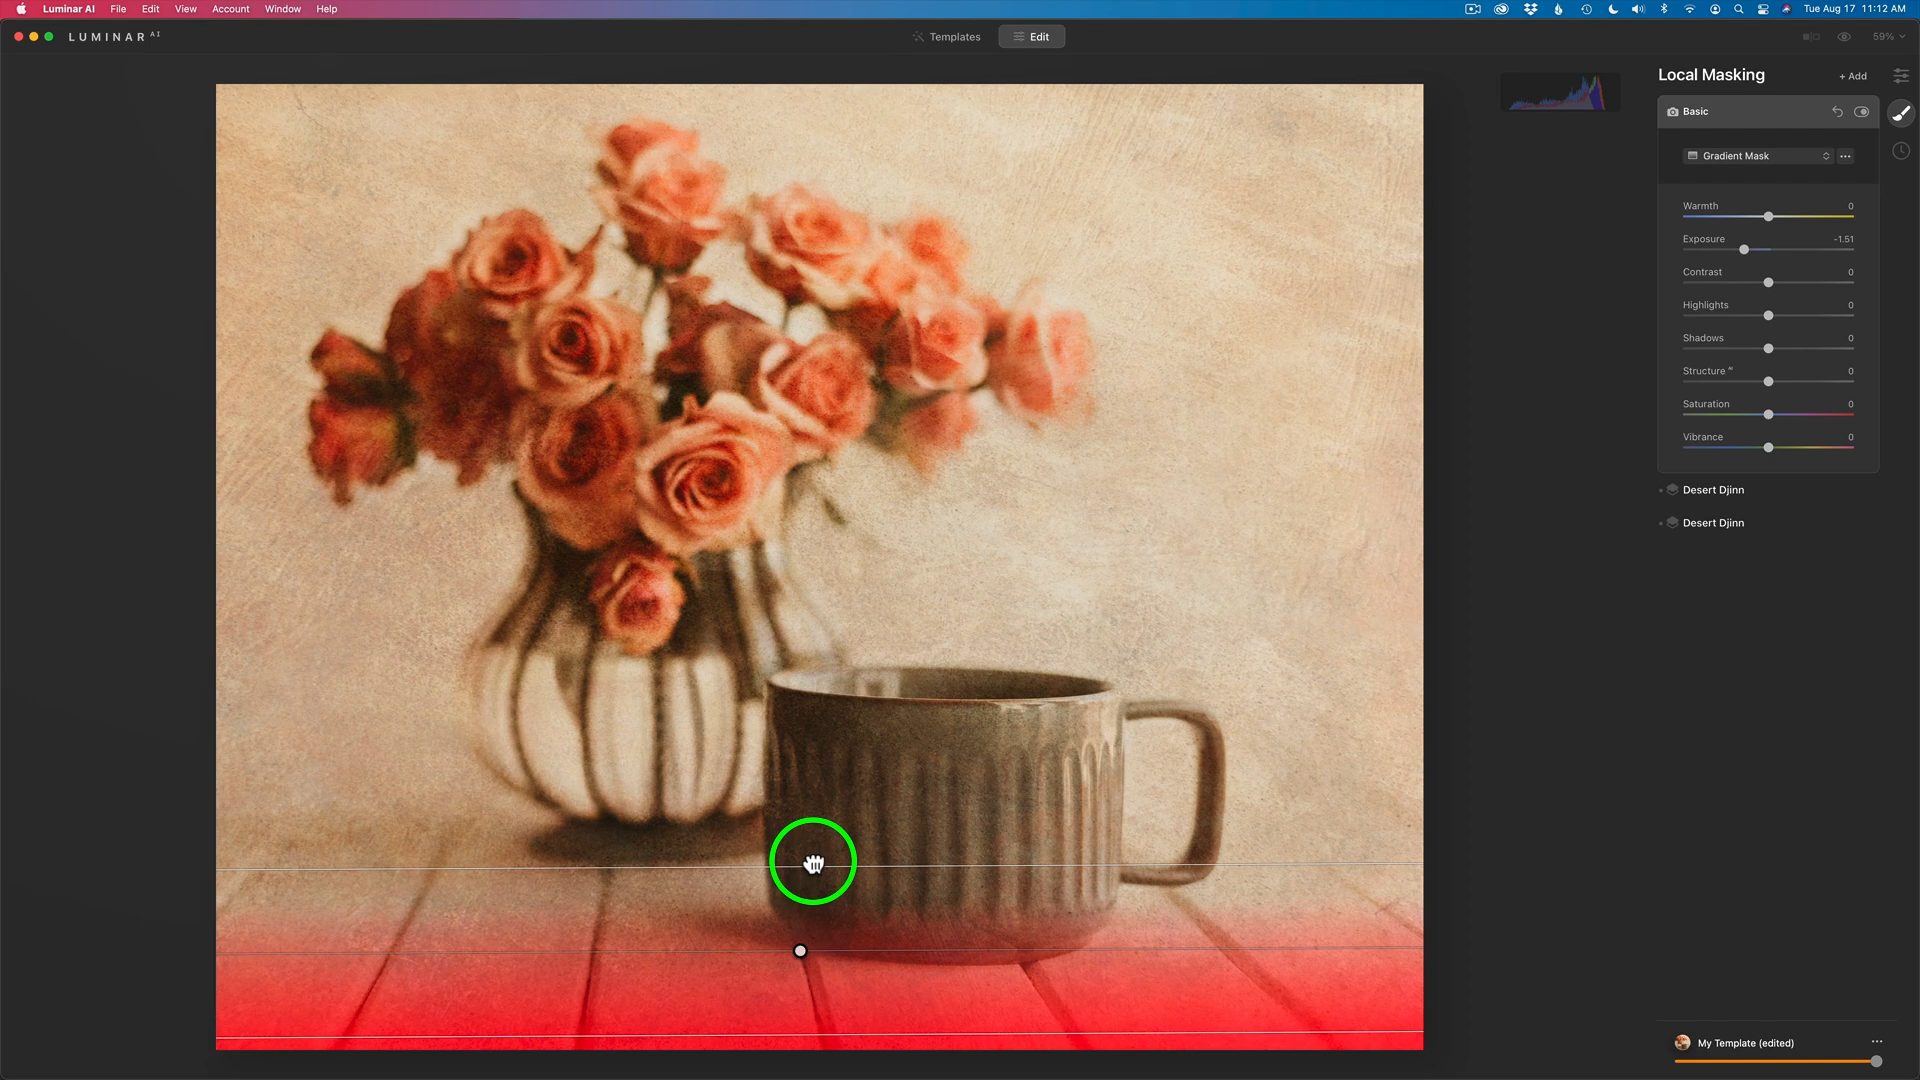 Luminar AI File Edit View Account Window Help Tue Aug 17 11:12 AM
LUMINAR AI Templates Edit 59%
Local Masking + Add
Basic
Gradient Mask
Warmth 0
Exposure -1.51
Contrast 0
Highlights 0
Shadows 0
Structure AI 0
Saturation 0
Vibrance 0
Desert Djinn
Desert Djinn
My Template (edited)